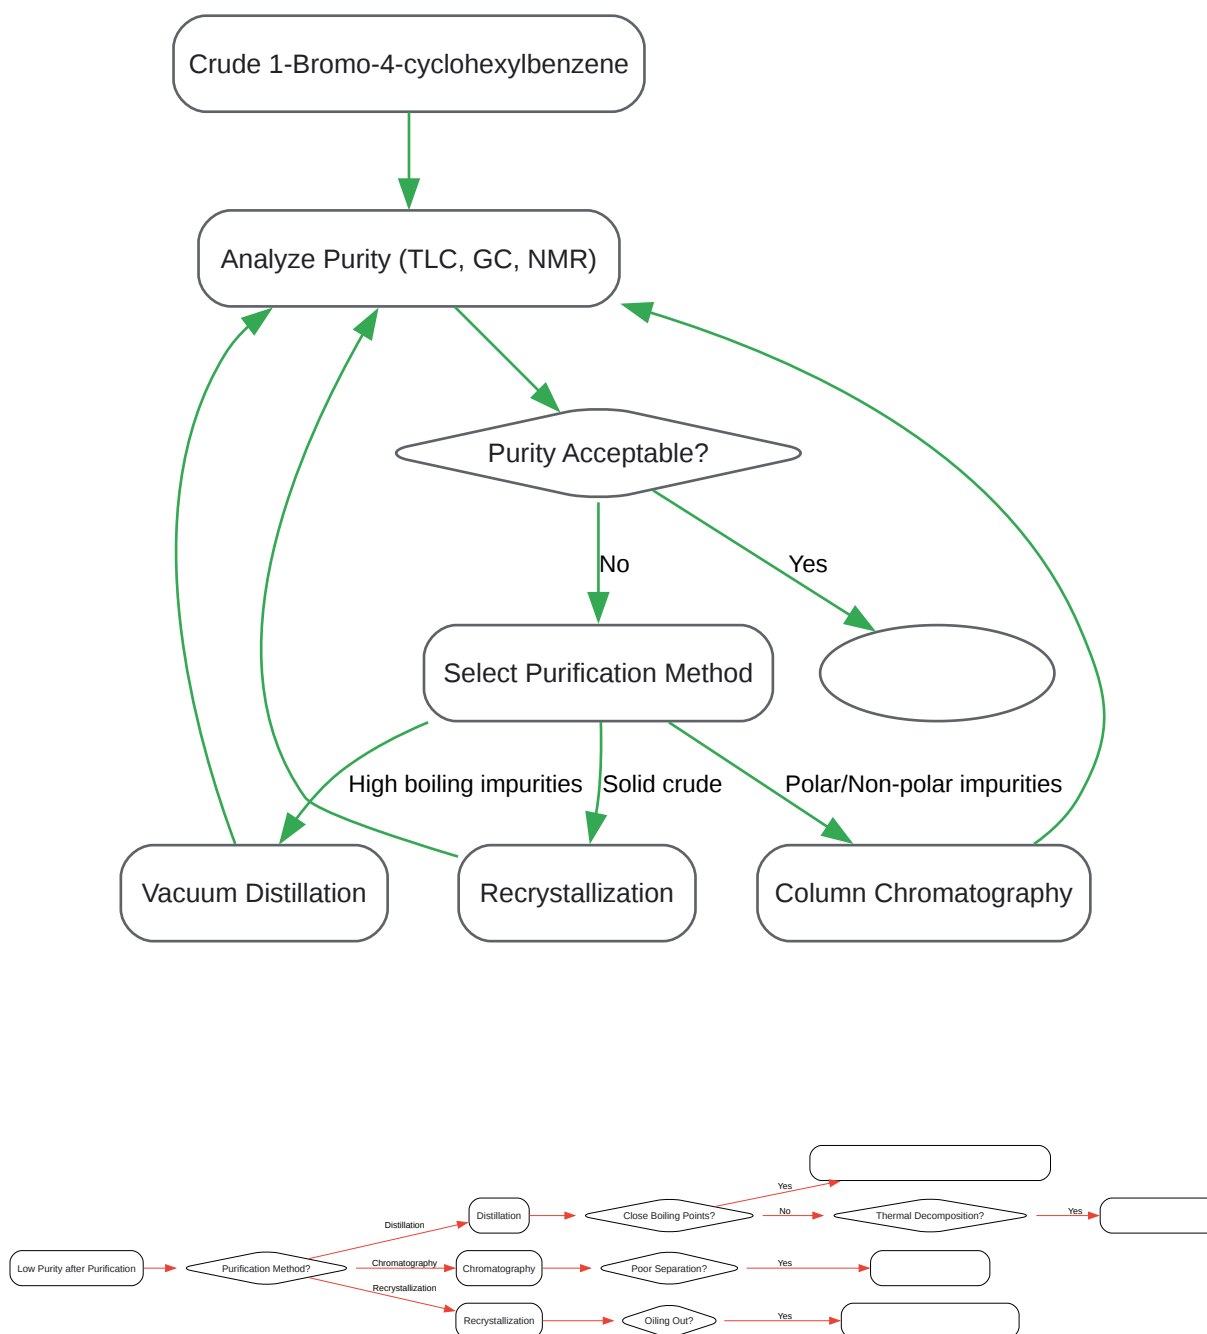 Crude 1-Bromo-4-cyclohexylbenzene
Analyze Purity (TLC, GC, NMR)
Purity Acceptable?
No
Yes
Select Purification Method
High boiling impurities
Solid crude
Polar/Non-polar impurities
Vacuum Distillation
Recrystallization
Column Chromatography
Yes
Distillation
Distillation
Close Boiling Points?
No
Thermal Decomposition?
Yes
Low Purity after Purification
Purification Method?
Chromatography
Chromatography
Poor Separation?
Yes
Recrystallization
Recrystallization
Oiling Out?
Yes